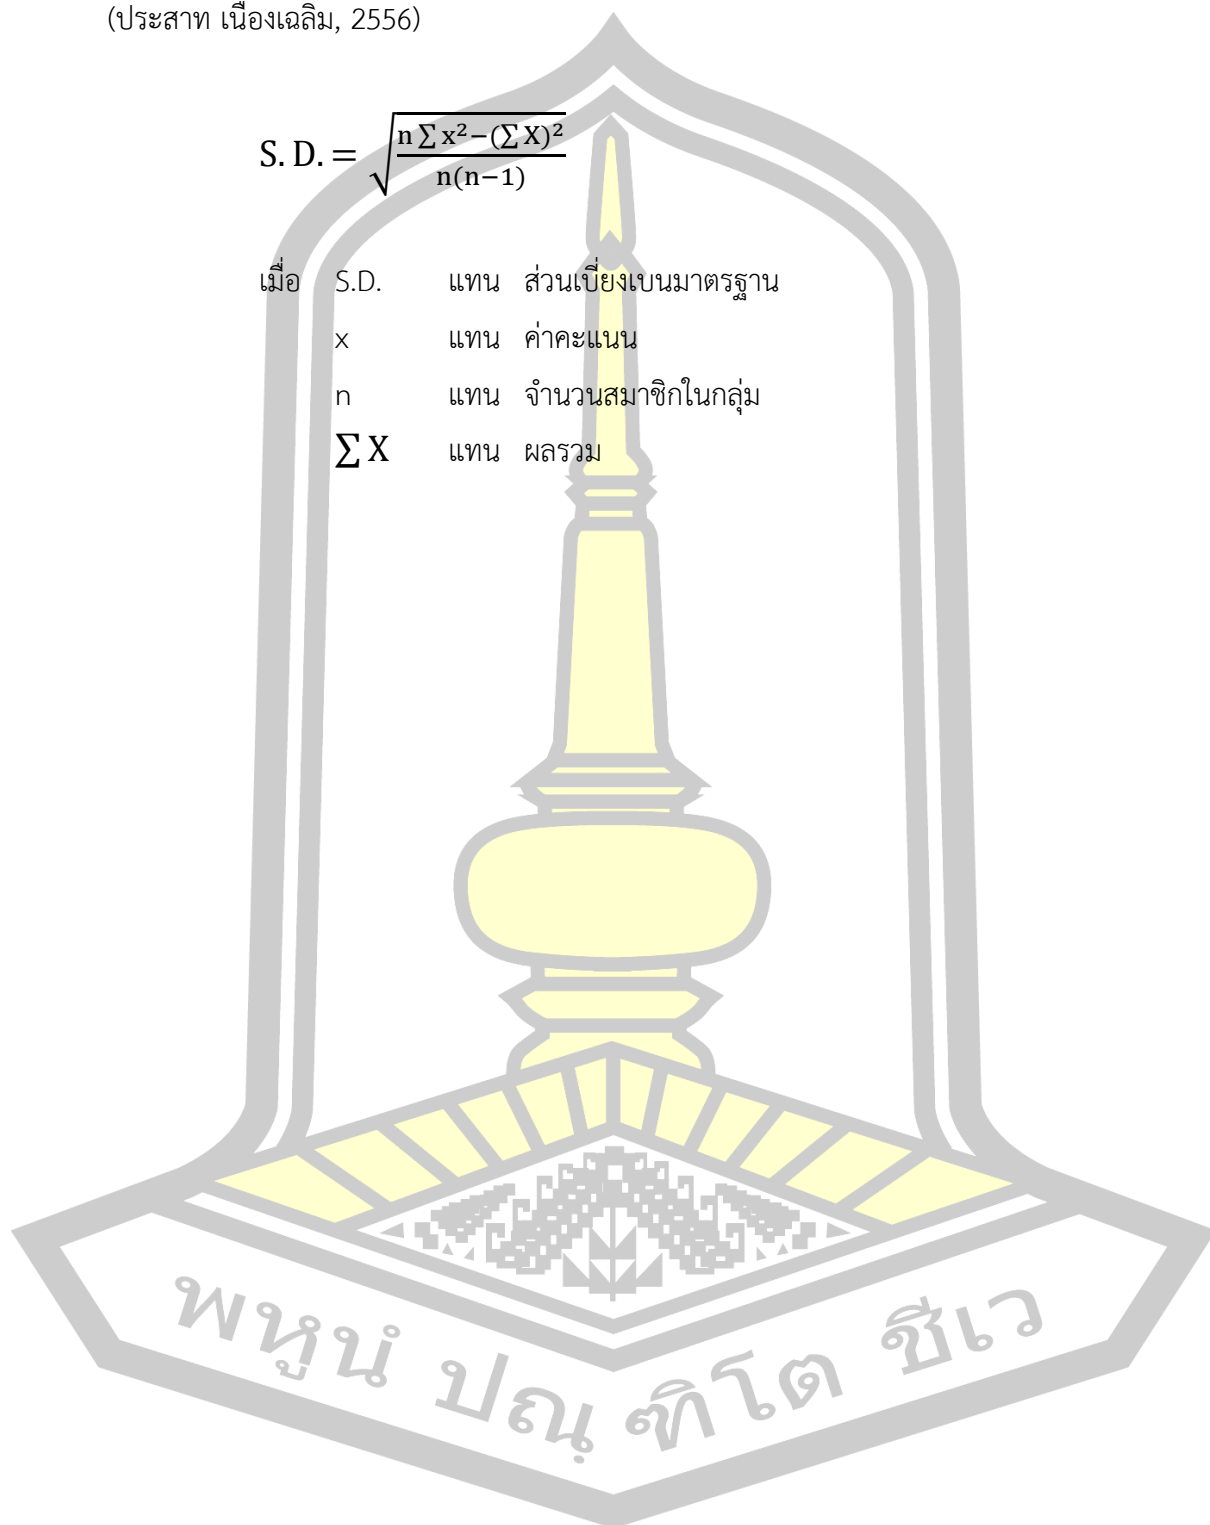 (ประสาท เนืองเฉลิม, 2556)
S. D. = √((n ∑ x² − (∑ X)²) / (n(n−1)))
เมื่อ S.D. แทน ส่วนเบี่ยงเบนมาตรฐาน
x แทน ค่าคะแนน
n แทน จำนวนสมาชิกในกลุ่ม
∑ X แทน ผลรวม
พหูนํ ปณฺฑิโต ชีเว